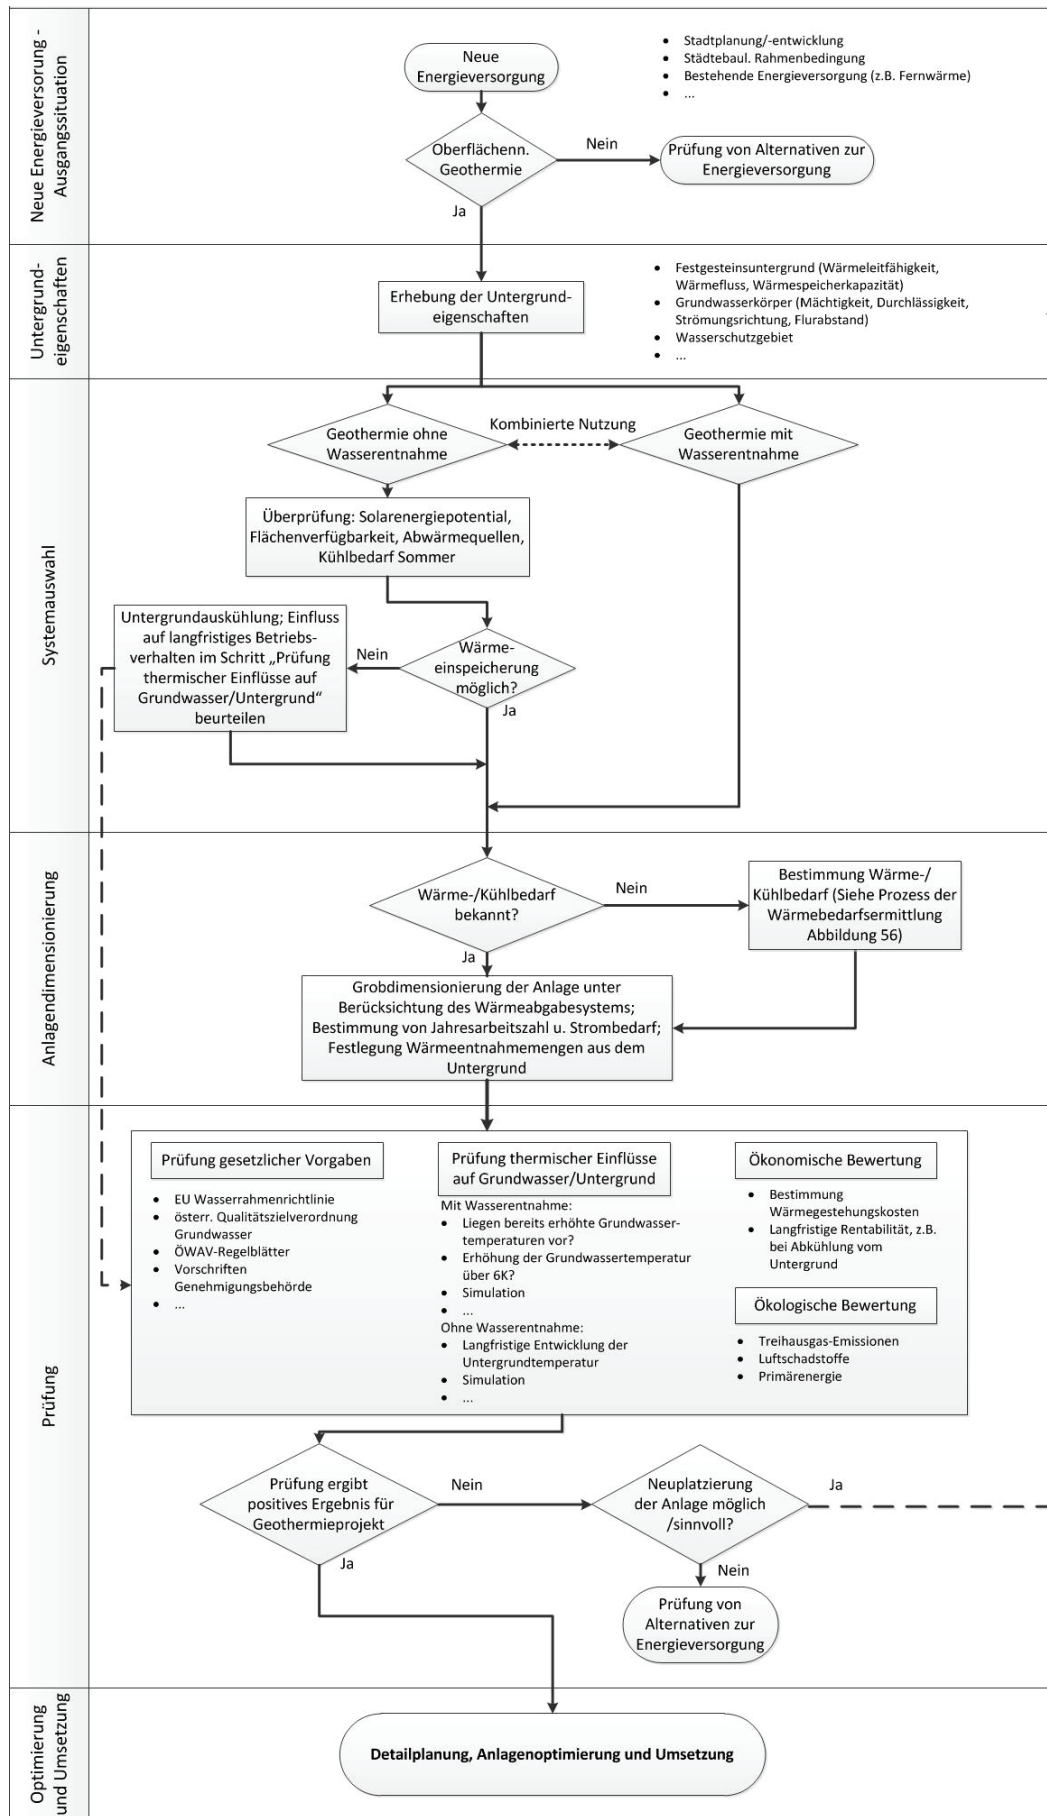 Neue Energieversorung -
Ausgangssituation
Neue
Energieversorgung
• Stadtplanung/-entwicklung
• Städtebaul. Rahmenbedingung
• Bestehende Energieversorgung (z.B. Fernwärme)
• ...
Oberflächenn.
Geothermie
Nein
Prüfung von Alternativen zur
Energieversorgung
Ja
Untergrund-
eigenschaften
Erhebung der Untergrund-
eigenschaften
• Festgesteinsuntergrund (Wärmeleitfähigkeit,
Wärmefluss, Wärmespeicherkapazität)
• Grundwasserkörper (Mächtigkeit, Durchlässigkeit,
Strömungsrichtung, Flurabstand)
• Wasserschutzgebiet
• ...
Systemauswahl
Geothermie ohne
Wasserentnahme
Kombinierte Nutzung
Geothermie mit
Wasserentnahme
Überprüfung: Solarenergiepotential,
Flächenverfügbarkeit, Abwärmequellen,
Kühlbedarf Sommer
Untergrundauskühlung; Einfluss
auf langfristiges Betriebs-
verhalten im Schritt „Prüfung
thermischer Einflüsse auf
Grundwasser/Untergrund“
beurteilen
Nein
Wärme-
einspeicherung
möglich?
Ja
Anlagendimensionierung
Wärme-/Kühlbedarf
bekannt?
Nein
Bestimmung Wärme-/
Kühlbedarf (Siehe Prozess der
Wärmebedarfsermittlung
Abbildung 56)
Ja
Grobdimensionierung der Anlage unter
Berücksichtung des Wärmeabgabesystems;
Bestimmung von Jahresarbeitszahl u. Strombedarf;
Festlegung Wärmeentnahmemengen aus dem
Untergrund
Prüfung
Prüfung gesetzlicher Vorgaben
• EU Wasserrahmenrichtlinie
• österr. Qualitätszielverordnung
Grundwasser
• ÖWAV-Regelblätter
• Vorschriften
Genehmigungsbehörde
• ...
Prüfung thermischer Einflüsse
auf Grundwasser/Untergrund
Mit Wasserentnahme:
• Liegen bereits erhöhte Grundwasser-
temperaturen vor?
• Erhöhung der Grundwassertemperatur
über 6K?
• Simulation
• ...
Ohne Wasserentnahme:
• Langfristige Entwicklung der
Untergrundtemperatur
• Simulation
• ...
Ökonomische Bewertung
• Bestimmung
Wärmegestehungskosten
• Langfristige Rentabilität, z.B.
bei Abkühlung vom
Untergrund
Ökologische Bewertung
• Treihausgas-Emissionen
• Luftschadstoffe
• Primärenergie
Prüfung ergibt
positives Ergebnis für
Geothermieprojekt
Nein
Neuplatzierung
der Anlage möglich
/sinnvoll?
Ja
Ja
Nein
Prüfung von
Alternativen zur
Energieversorgung
Optimierung
und Umsetzung
Detailplanung, Anlagenoptimierung und Umsetzung